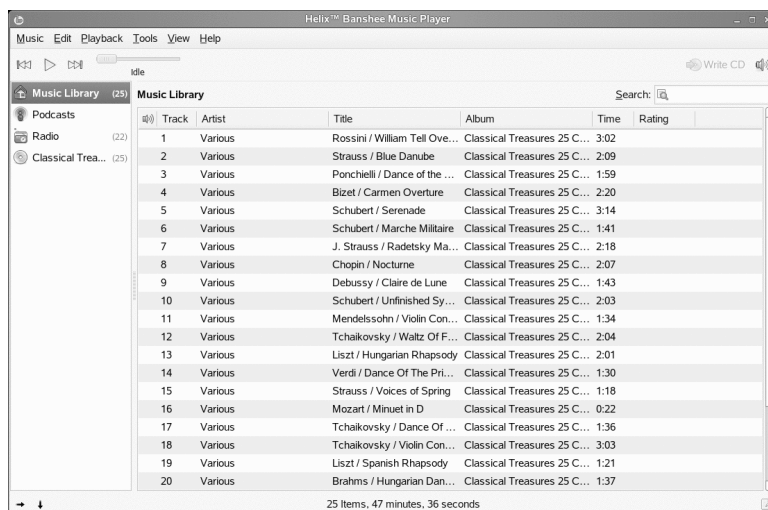 Helix™ Banshee Music Player
Music Edit Playback Tools View Help
Idle
Write CD
Music Library (25)
Podcasts
Radio (22)
Classical Trea... (25)
Music Library
Search:
Track Artist Title Album Time Rating
1 Various Rossini / William Tell Ove... Classical Treasures 25 C... 3:02
2 Various Strauss / Blue Danube Classical Treasures 25 C... 2:09
3 Various Ponchielli / Dance of the ... Classical Treasures 25 C... 1:59
4 Various Bizet / Carmen Overture Classical Treasures 25 C... 2:20
5 Various Schubert / Serenade Classical Treasures 25 C... 3:14
6 Various Schubert / Marche Militaire Classical Treasures 25 C... 1:41
7 Various J. Strauss / Radetsky Ma... Classical Treasures 25 C... 2:18
8 Various Chopin / Nocturne Classical Treasures 25 C... 2:07
9 Various Debussy / Claire de Lune Classical Treasures 25 C... 1:43
10 Various Schubert / Unfinished Sy... Classical Treasures 25 C... 2:03
11 Various Mendelssohn / Violin Con... Classical Treasures 25 C... 1:34
12 Various Tchaikovsky / Waltz Of F... Classical Treasures 25 C... 2:04
13 Various Liszt / Hungarian Rhapsody Classical Treasures 25 C... 2:01
14 Various Verdi / Dance Of The Pri... Classical Treasures 25 C... 1:30
15 Various Strauss / Voices of Spring Classical Treasures 25 C... 1:18
16 Various Mozart / Minuet in D Classical Treasures 25 C... 0:22
17 Various Tchaikovsky / Dance Of ... Classical Treasures 25 C... 1:36
18 Various Tchaikovsky / Violin Con... Classical Treasures 25 C... 3:03
19 Various Liszt / Spanish Rhapsody Classical Treasures 25 C... 1:21
20 Various Brahms / Hungarian Dan... Classical Treasures 25 C... 1:37
25 Items, 47 minutes, 36 seconds